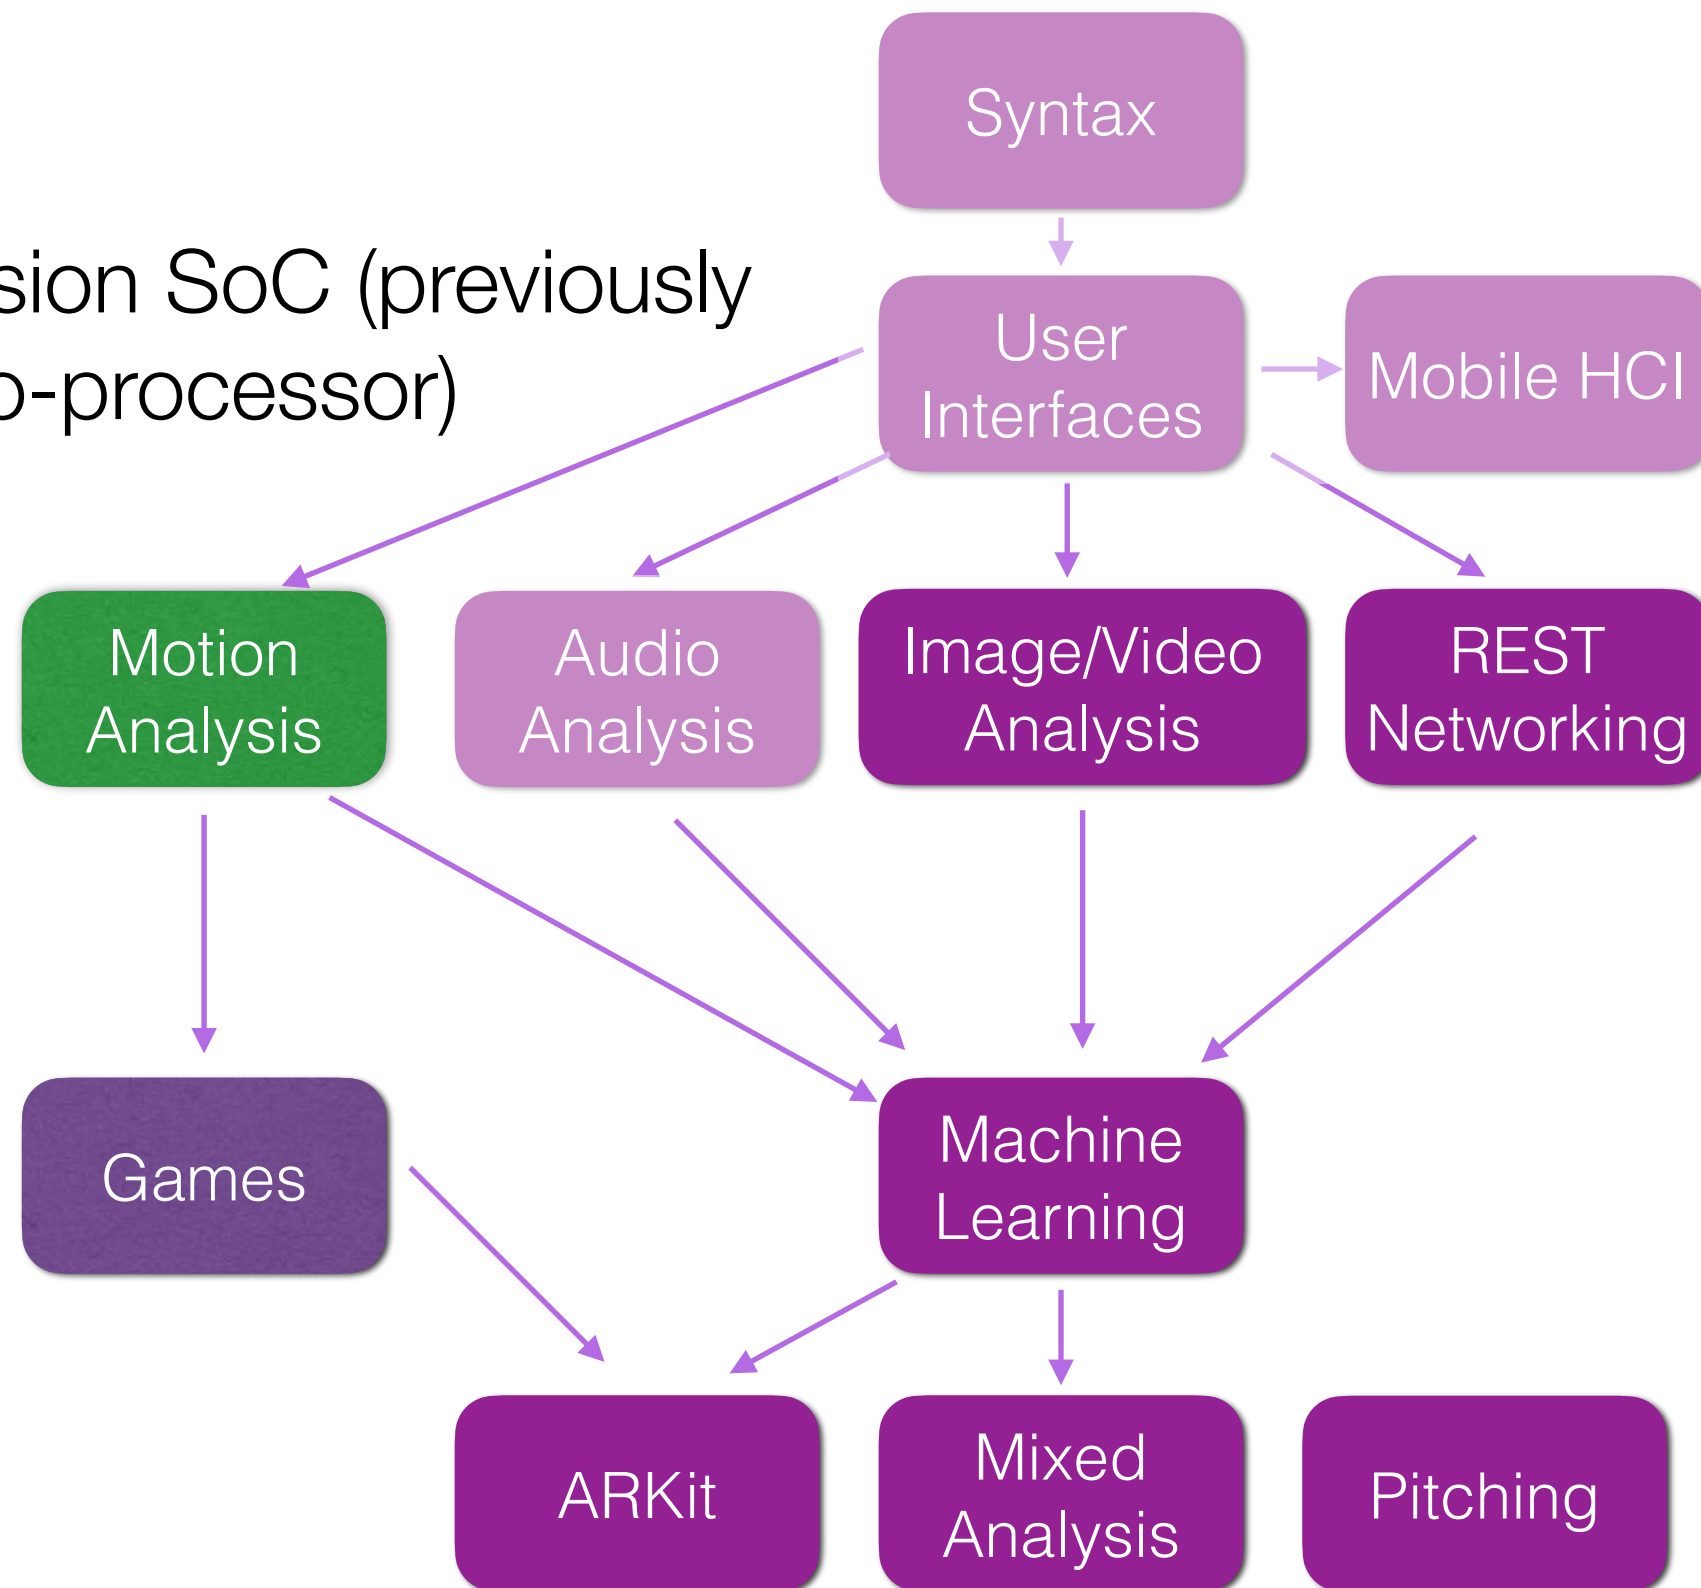 Syntax
sion SoC (previously
o-processor)
User
Interfaces
Mobile HCI
Motion
Analysis
Audio
Analysis
Image/Video
Analysis
REST
Networking
Games
Machine
Learning
ARKit
Mixed
Analysis
Pitching